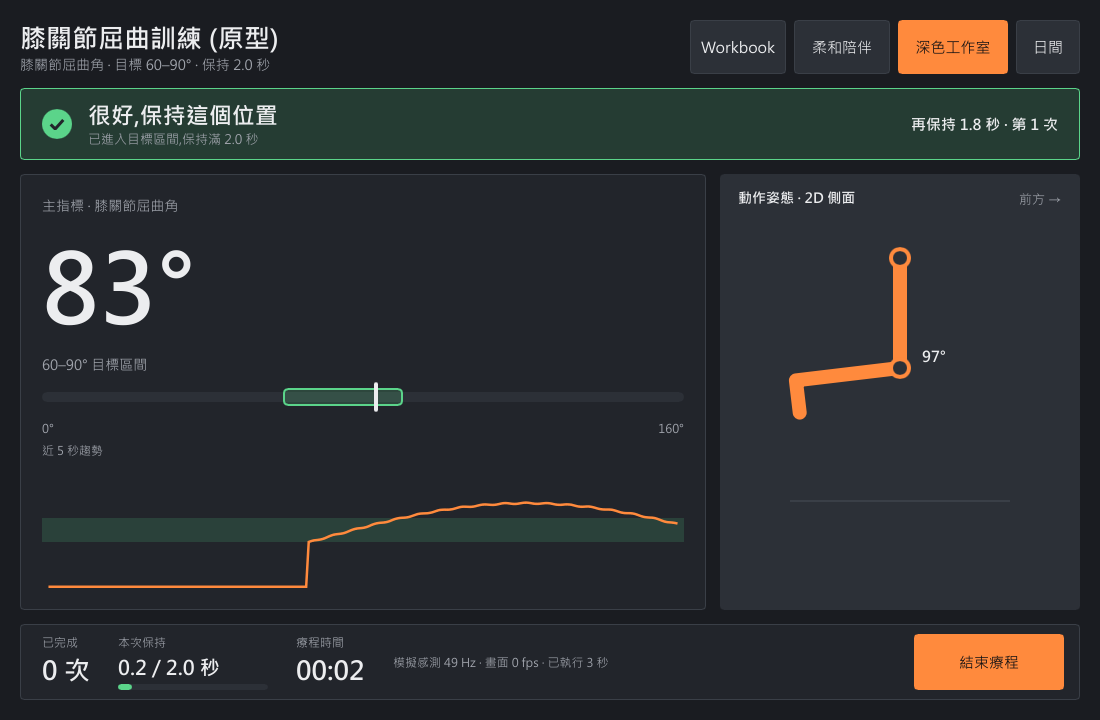 膝關節屈曲訓練 (原型)
膝關節屈曲角 · 目標 60–90° · 保持 2.0 秒
Workbook
柔和陪伴
深色工作室
日間
很好,保持這個位置
已進入目標區間,保持滿 2.0 秒
再保持 1.8 秒 · 第 1 次
主指標 · 膝關節屈曲角
83°
60–90° 目標區間
0°
160°
近 5 秒趨勢
動作姿態 · 2D 側面
前方 →
97°
已完成
0 次
本次保持
0.2 / 2.0 秒
療程時間
00:02
模擬感測 49 Hz · 畫面 0 fps · 已執行 3 秒
結束療程